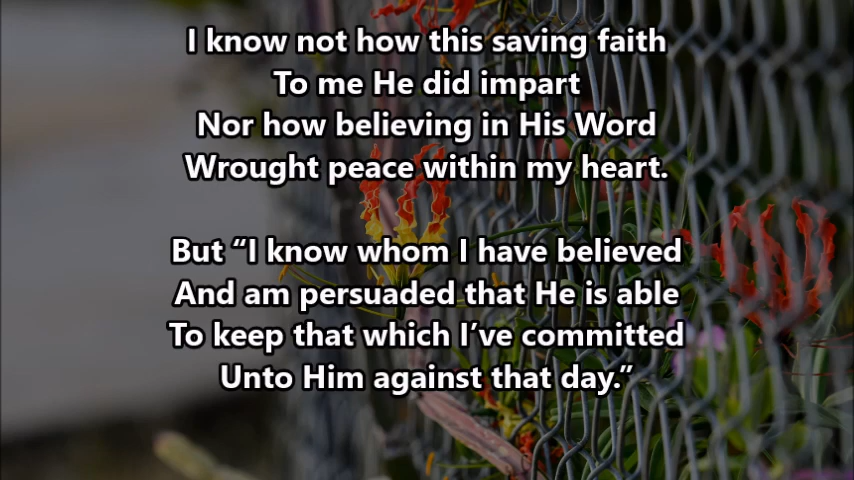 I know not how this saving faith
To me He did impart
Nor how believing in His Word
Wrought peace within my heart.
But “I know whom I have believed
And am persuaded that He is able
To keep that which I’ve committed
Unto Him against that day.”